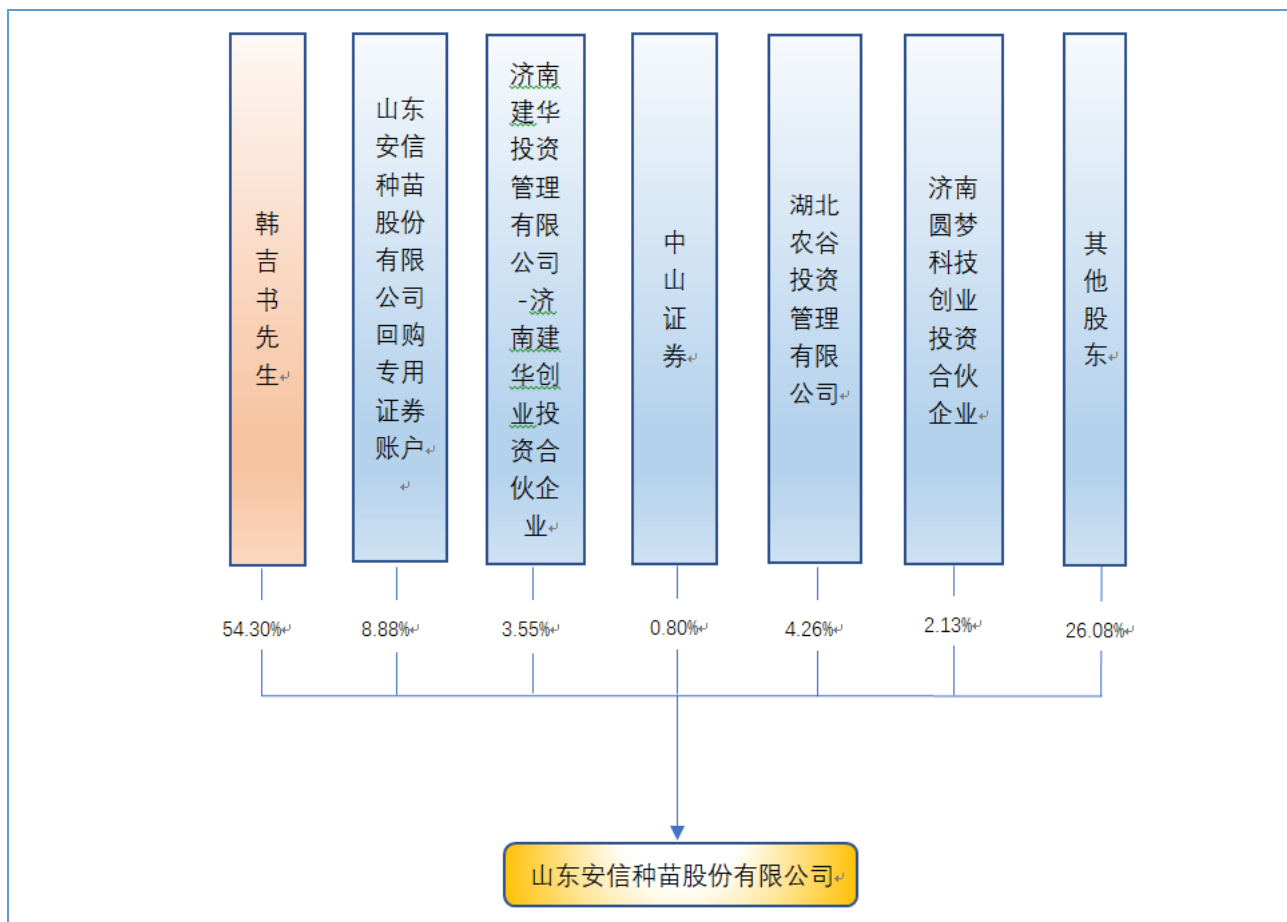 韩
吉
书
先
生
山东
安信
种苗
股份
有限
公司
回购
专用
证券
账户
济南
建华
投资
管理
有限
公司
-济
南建
华创
业投
资合
伙企
业
中
山
证
券
湖北
农谷
投资
管理
有限
公司
济南
圆梦
科技
创业
投资
合伙
企业
其
他
股
东
54.30%
8.88%
3.55%
0.80%
4.26%
2.13%
26.08%
山东安信种苗股份有限公司